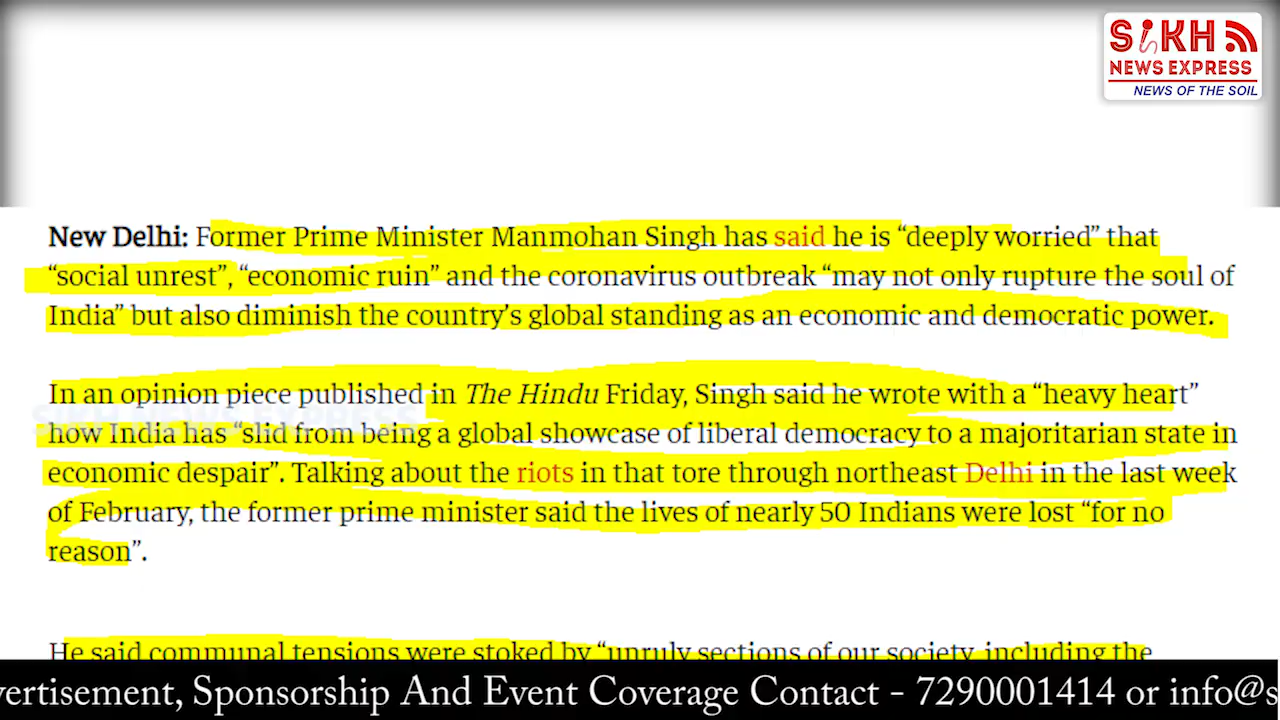 SiKH
NEWS EXPRESS
NEWS OF THE SOIL
New Delhi: Former Prime Minister Manmohan Singh has said he is “deeply worried” that
“social unrest”, “economic ruin” and the coronavirus outbreak “may not only rupture the soul of
India” but also diminish the country’s global standing as an economic and democratic power.
In an opinion piece published in The Hindu Friday, Singh said he wrote with a “heavy heart”
SIKH NEWS EXPRESS
how India has “slid from being a global showcase of liberal democracy to a majoritarian state in
economic despair”. Talking about the riots in that tore through northeast Delhi in the last week
of February, the former prime minister said the lives of nearly 50 Indians were lost “for no
reason”.
He said communal tensions were stoked by “unruly sections of our society, including the
vertisement, Sponsorship And Event Coverage Contact - 7290001414 or info@s